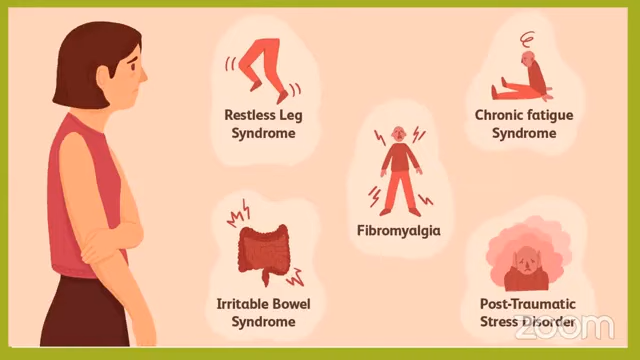 Restless Leg
Syndrome
Chronic fatigue
Syndrome
Fibromyalgia
Irritable Bowel
Syndrome
Post-Traumatic
Stress Disorder
zoom